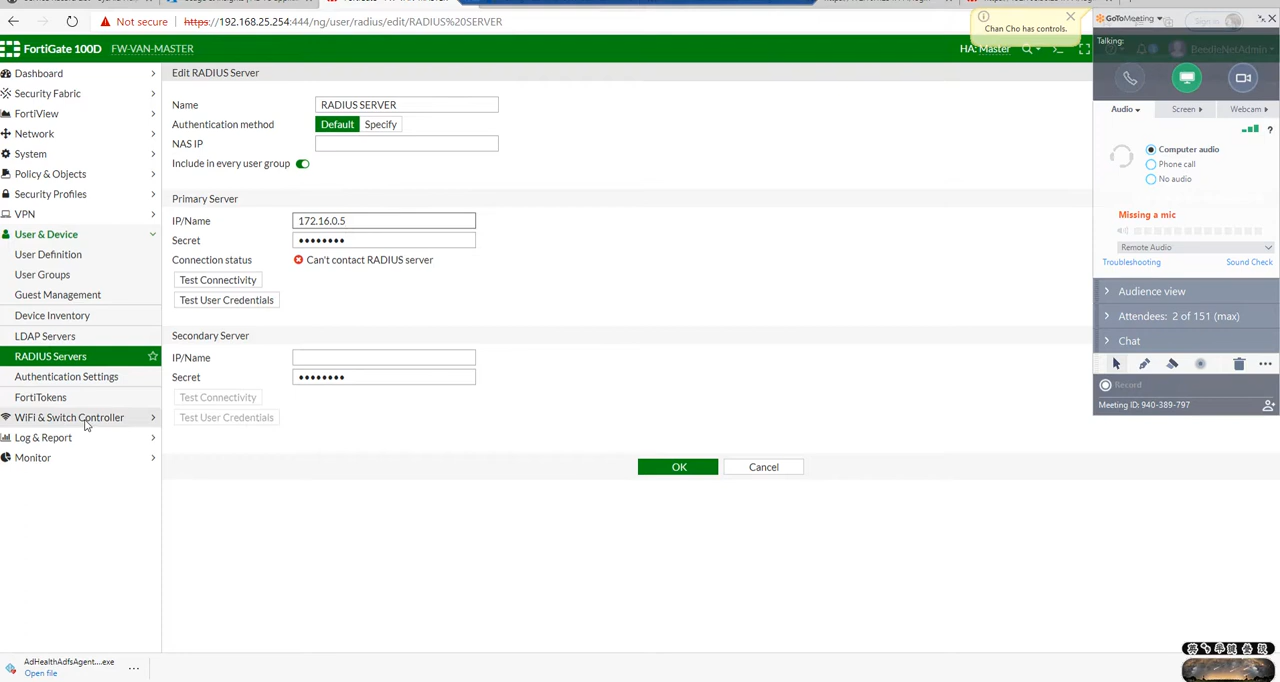 Not secure
https://192.168.25.254:444/ng/user/radius/edit/RADIUS%20SERVER
Chan Cho has controls.
GoToMeeting
Sign in
FortiGate 100D
FW-VAN-MASTER
HA: Master
Talking:
BeedieNetAdmin
Dashboard
Security Fabric
FortiView
Network
System
Policy & Objects
Security Profiles
VPN
User & Device
User Definition
User Groups
Guest Management
Device Inventory
LDAP Servers
RADIUS Servers
Authentication Settings
FortiTokens
WiFi & Switch Controller
Log & Report
Monitor
Edit RADIUS Server
Name RADIUS SERVER
Authentication method Default Specify
NAS IP
Include in every user group
Primary Server
IP/Name 172.16.0.5
Secret ••••••••
Connection status Can't contact RADIUS server
Test Connectivity
Test User Credentials
Secondary Server
IP/Name
Secret ••••••••
Test Connectivity
Test User Credentials
OK Cancel
Audio Screen Webcam
?
Computer audio
Phone call
No audio
Missing a mic
Remote Audio
Troubleshooting Sound Check
Audience view
Attendees: 2 of 151 (max)
Chat
Record
Meeting ID: 940-389-797
AdHealthAdfsAgent....exe
Open file